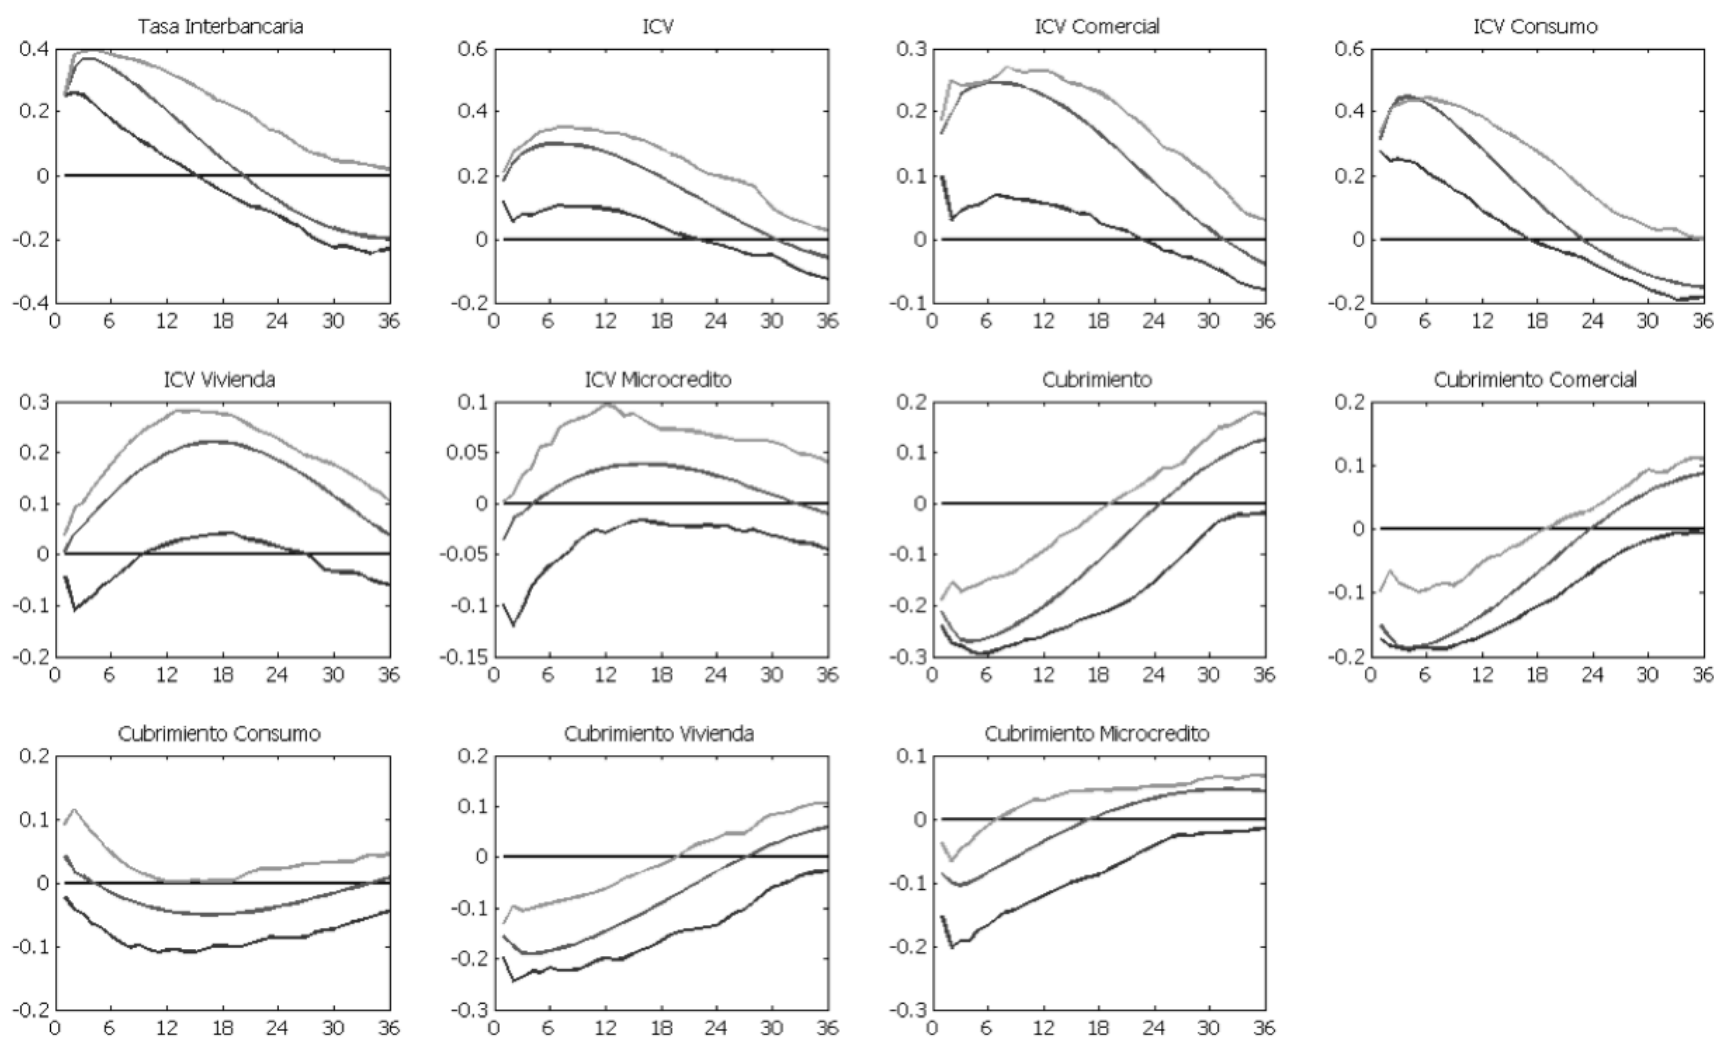 Tasa Interbancaria
0.4
0.2
0
-0.2
-0.4
0 6 12 18 24 30 36
ICV
0.6
0.4
0.2
0
-0.2
0 6 12 18 24 30 36
ICV Comercial
0.3
0.2
0.1
0
-0.1
0 6 12 18 24 30 36
ICV Consumo
0.6
0.4
0.2
0
-0.2
0 6 12 18 24 30 36
ICV Vivienda
0.3
0.2
0.1
0
-0.1
-0.2
0 6 12 18 24 30 36
ICV Microcredito
0.1
0.05
0
-0.05
-0.1
-0.15
0 6 12 18 24 30 36
Cubrimiento
0.2
0.1
0
-0.1
-0.2
-0.3
0 6 12 18 24 30 36
Cubrimiento Comercial
0.2
0.1
0
-0.1
-0.2
0 6 12 18 24 30 36
Cubrimiento Consumo
0.2
0.1
0
-0.1
-0.2
0 6 12 18 24 30 36
Cubrimiento Vivienda
0.2
0.1
0
-0.1
-0.2
-0.3
0 6 12 18 24 30 36
Cubrimiento Microcredito
0.1
0
-0.1
-0.2
-0.3
0 6 12 18 24 30 36